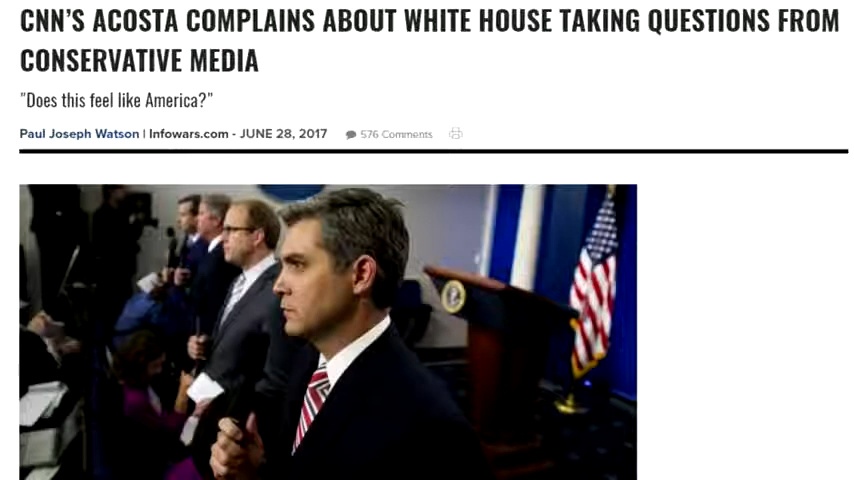 CNN'S ACOSTA COMPLAINS ABOUT WHITE HOUSE TAKING QUESTIONS FROM
CONSERVATIVE MEDIA
"Does this feel like America?"
Paul Joseph Watson | Infowars.com - JUNE 28, 2017 576 Comments